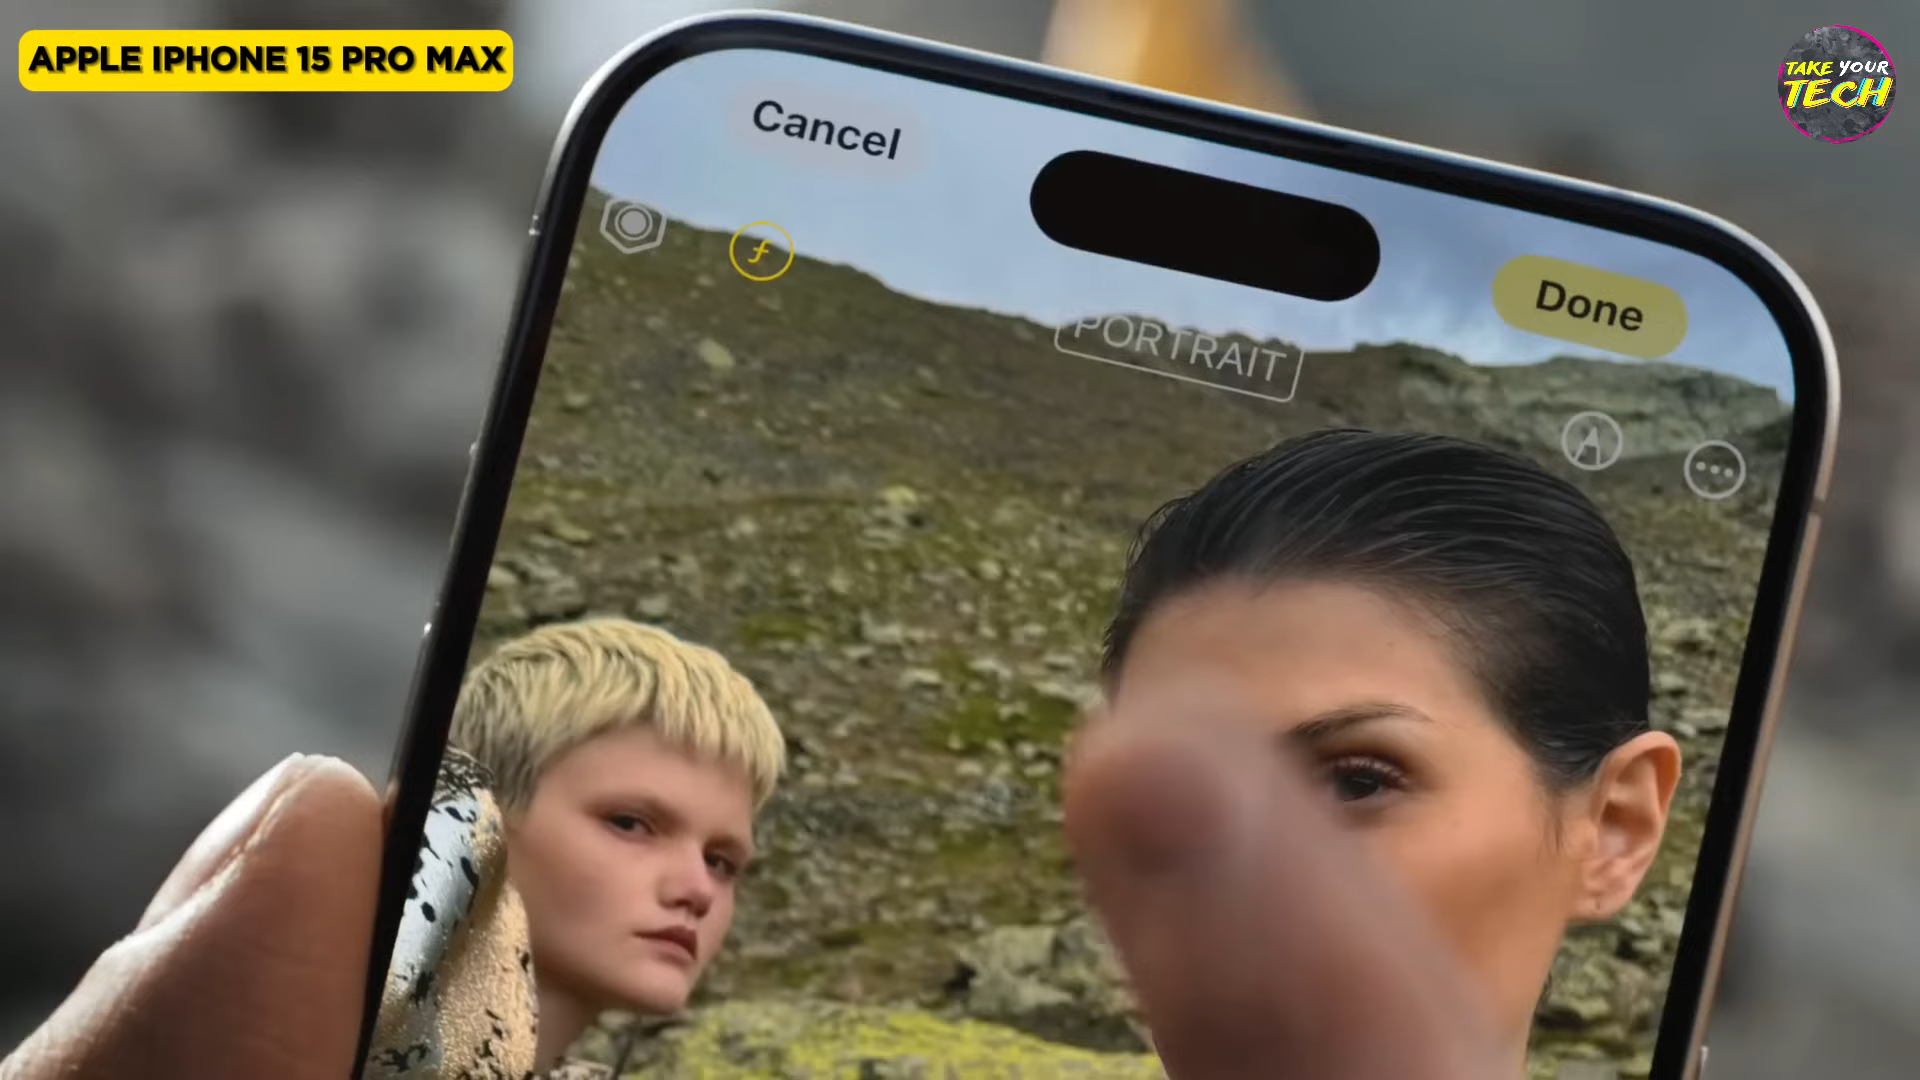 APPLE IPHONE 15 PRO MAX
TAKE YOUR
TECH
Cancel
f
Done
PORTRAIT
A